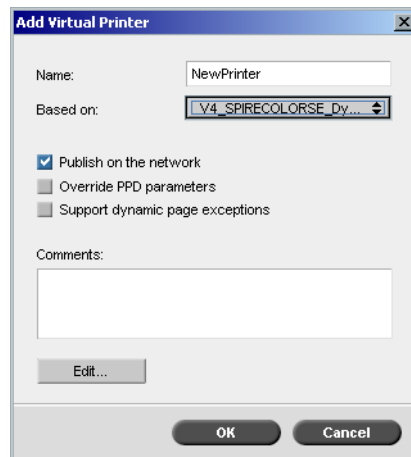 Add Virtual Printer
Name: NewPrinter
Based on: V4_SPIRECOLORSE_Dy...
Publish on the network
Override PPD parameters
Support dynamic page exceptions
Comments:
Edit...
OK Cancel